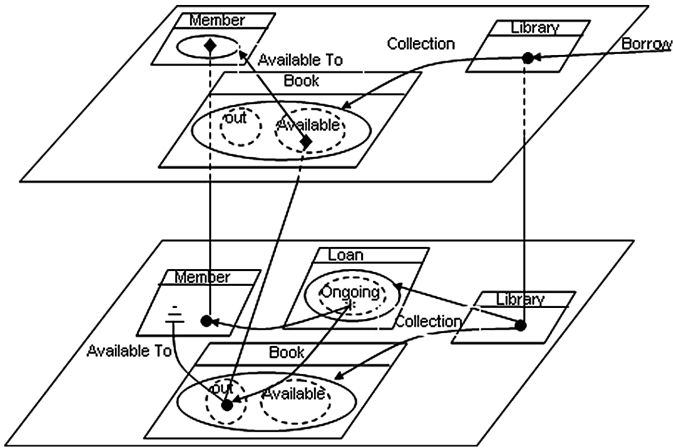 Member
Library
Collection
Borrow
Available To
Book
out
Available
Loan
Member
Ongoing
Library
Collection
Available To
Book
out
Available